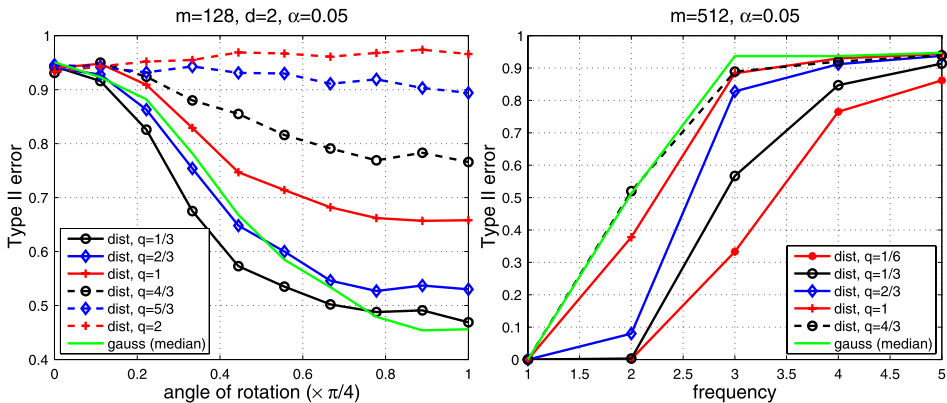 m=128, d=2, α=0.05
Type II error
1
0.9
0.8
0.7
0.6
0.5
0.4
dist, q=1/3
dist, q=2/3
dist, q=1
dist, q=4/3
dist, q=5/3
dist, q=2
gauss (median)
0 0.2 0.4 0.6 0.8 1
angle of rotation (× π/4)
m=512, α=0.05
Type II error
1
0.9
0.8
0.7
0.6
0.5
0.4
0.3
0.2
0.1
0
dist, q=1/6
dist, q=1/3
dist, q=2/3
dist, q=1
dist, q=4/3
gauss (median)
1 1.5 2 2.5 3 3.5 4 4.5 5
frequency